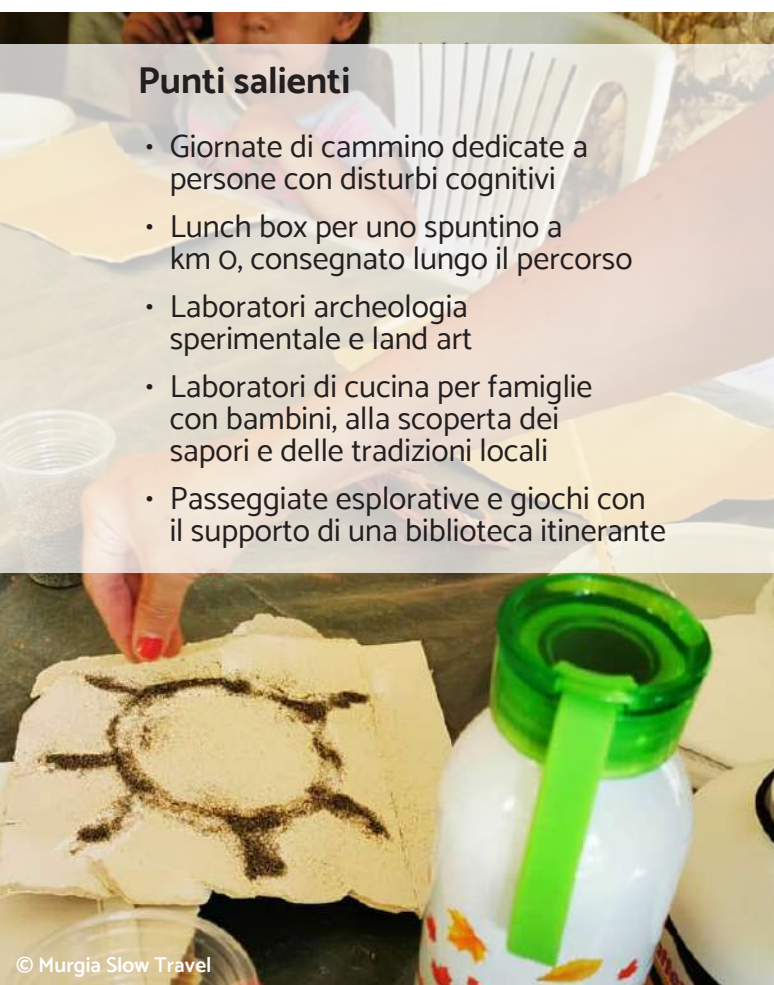 Punti salienti
• Giornate di cammino dedicate a
persone con disturbi cognitivi
• Lunch box per uno spuntino a
km 0, consegnato lungo il percorso
• Laboratori archeologia
sperimentale e land art
• Laboratori di cucina per famiglie
con bambini, alla scoperta dei
sapori e delle tradizioni locali
• Passeggiate esplorative e giochi con
il supporto di una biblioteca itinerante
© Murgia Slow Travel